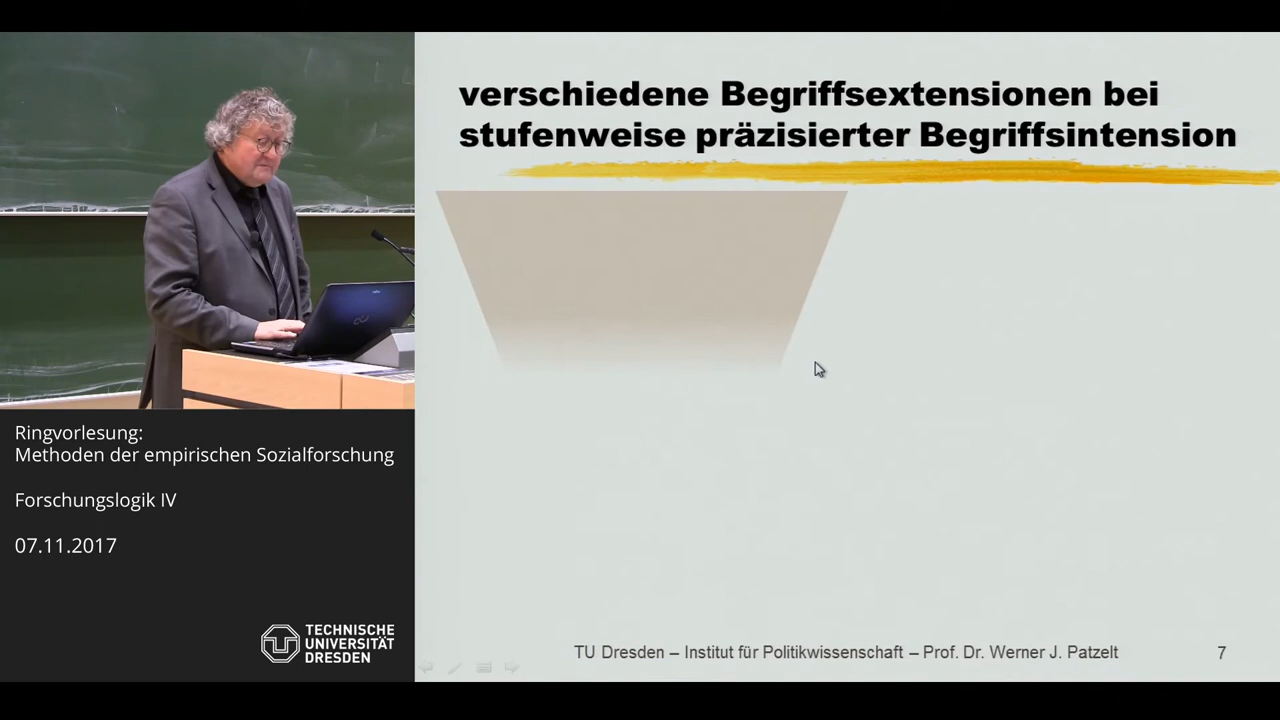 verschiedene Begriffsextensionen bei
stufenweise präzisierter Begriffsintension
Ringvorlesung:
Methoden der empirischen Sozialforschung
Forschungslogik IV
07.11.2017
TECHNISCHE
UNIVERSITÄT
DRESDEN
TU Dresden – Institut für Politikwissenschaft – Prof. Dr. Werner J. Patzelt
7